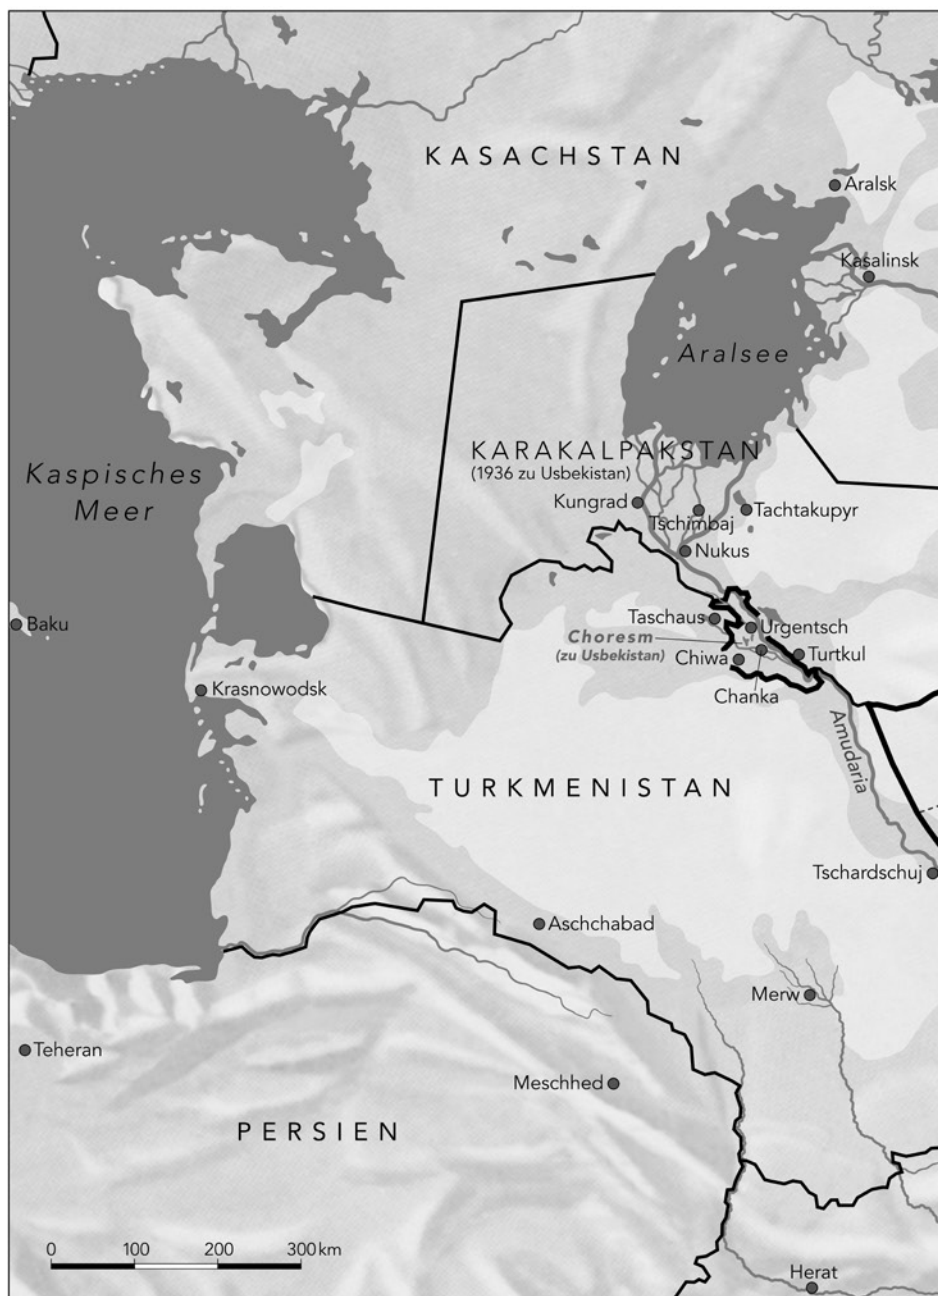 KASACHSTAN
Aralsk
Kasalinsk
Aralsee
Kaspisches
Meer
KARAKALPAKSTAN
(1936 zu Usbekistan)
Kungrad
Tschimbaj
Tachtakupyr
Nukus
Baku
Taschaus
Urgentsch
Choresm
(zu Usbekistan)
Chiwa
Turtkul
Chanka
Krasnowodsk
Amudaria
TURKMENISTAN
Tschardschuj
Aschchabad
Merw
Teheran
Meschhed
PERSIEN
0 100 200 300 km
Herat